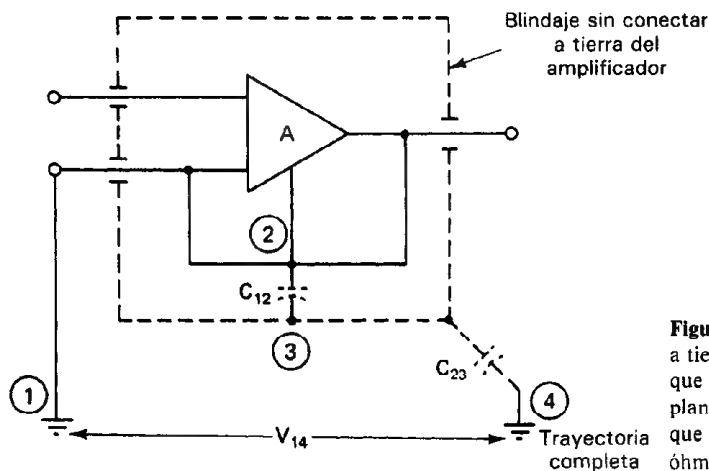 Blindaje sin conectar
a tierra del
amplificador
A
2
C12
3
C23
1
4
V14
Trayectoria
completa
Figu
a tie
que
plan
que
óhm